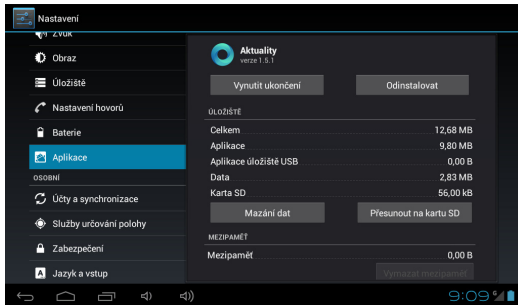 Nastavení
Zvuk
Obraz
Úložiště
Nastavení hovorů
Baterie
Aplikace
OSOBNÍ
Účty a synchronizace
Služby určování polohy
Zabezpečení
A Jazyk a vstup
Aktuality
verze 1.5.1
Vynutit ukončení Odinstalovat
ÚLOŽIŠTĚ
Celkem 12,68 MB
Aplikace 9,80 MB
Aplikace úložiště USB 0,00 B
Data 2,83 MB
Karta SD 56,00 kB
Mazání dat Přesunout na kartu SD
MEZIPAMĚŤ
Mezipaměť 0,00 B
Vymazat mezipaměť
9:09